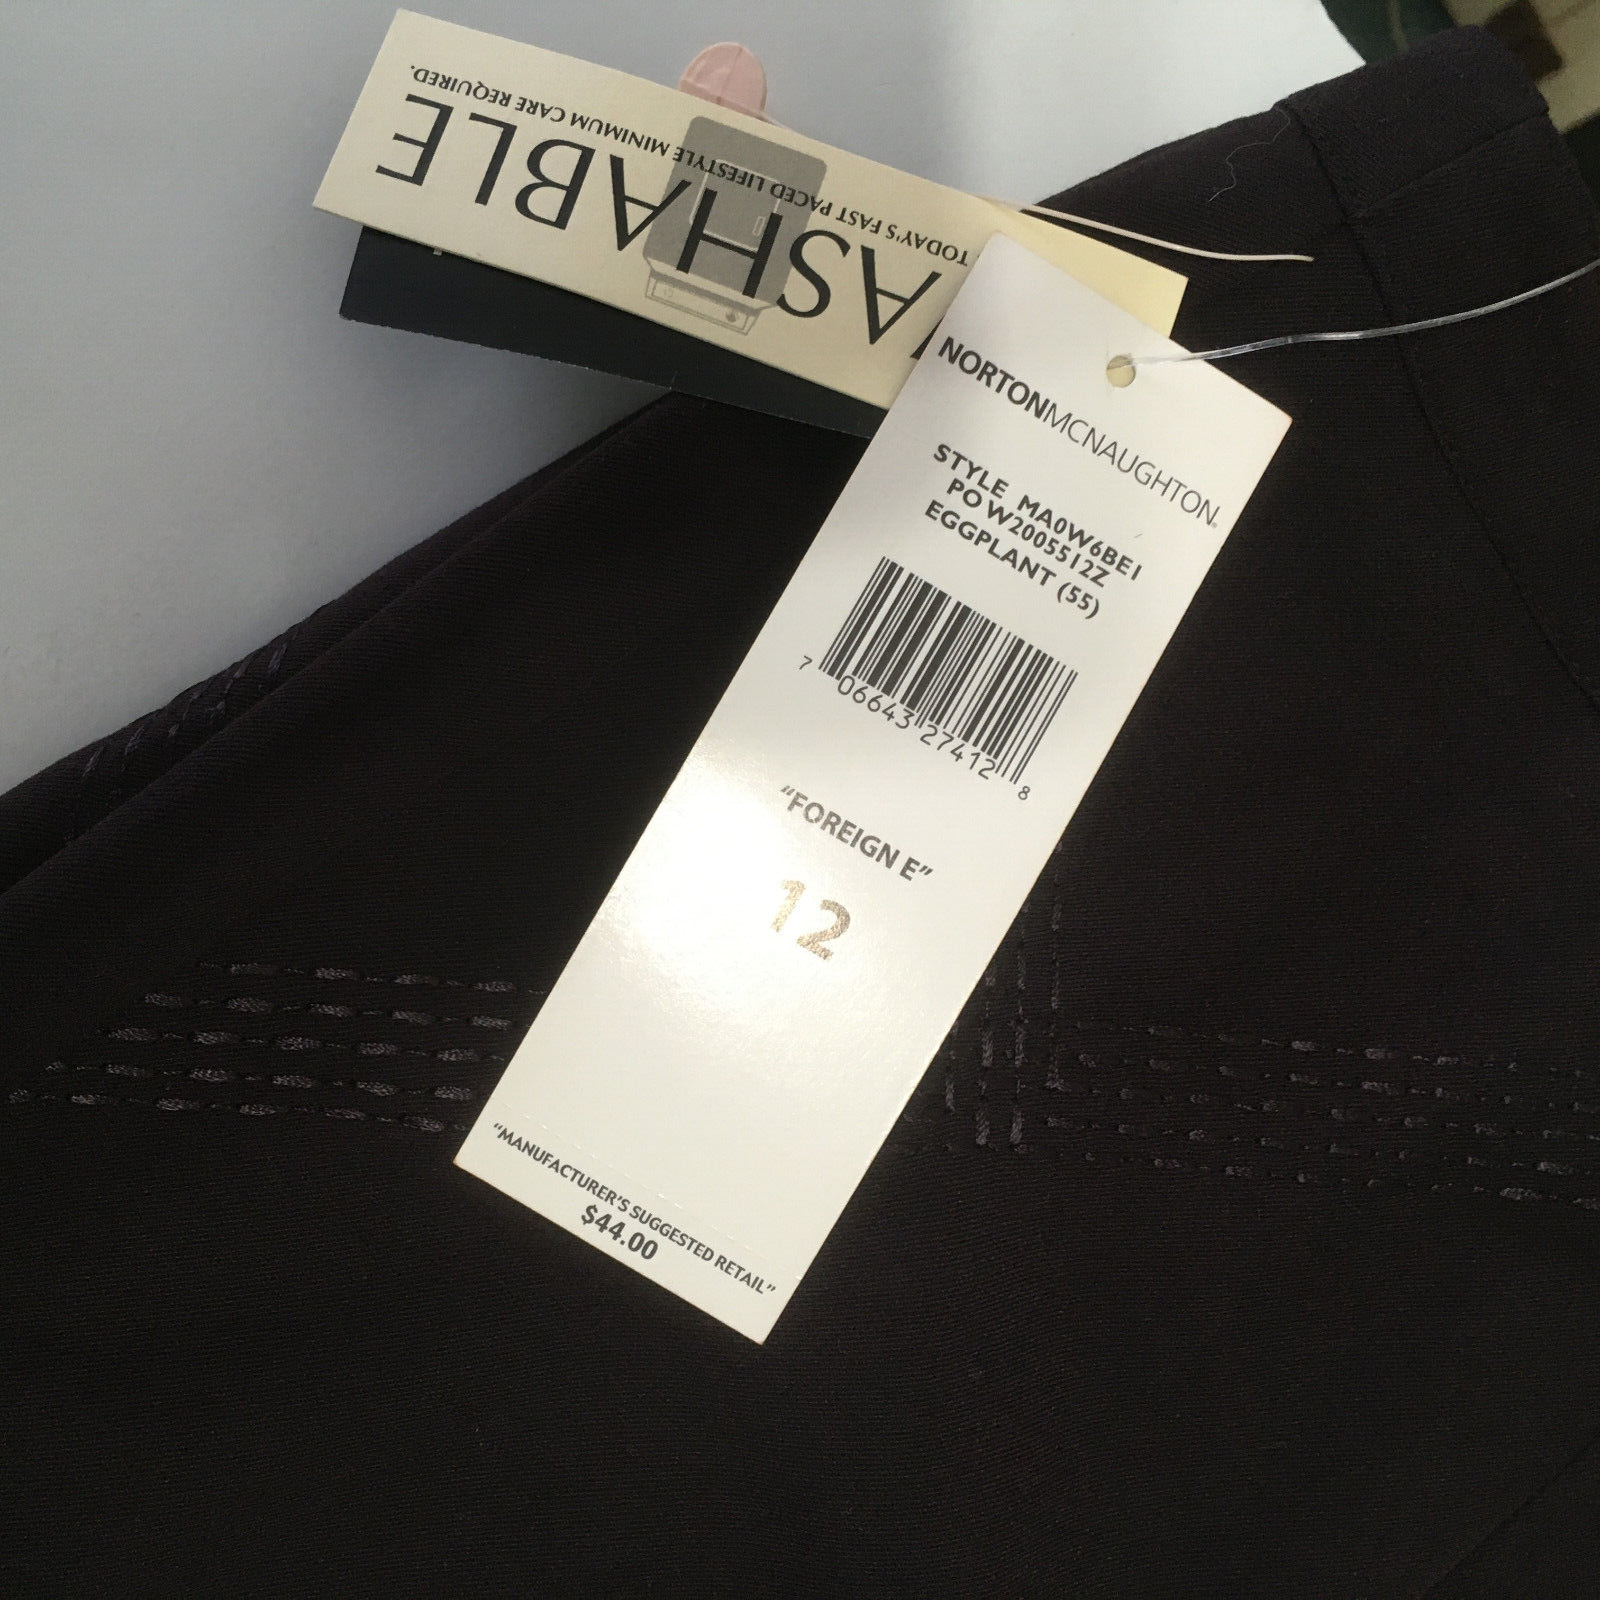 WASHABLE
TODAY'S FAST PACED LIFESTYLE MINIMUM CARE REQUIRED.
NORTONMCNAUGHTON.
STYLE MA0W6BE1
PO W2005512Z
EGGPLANT (55)
7 06643 27412 8
“FOREIGN E”
12
“MANUFACTURER’S SUGGESTED RETAIL”
$44.00